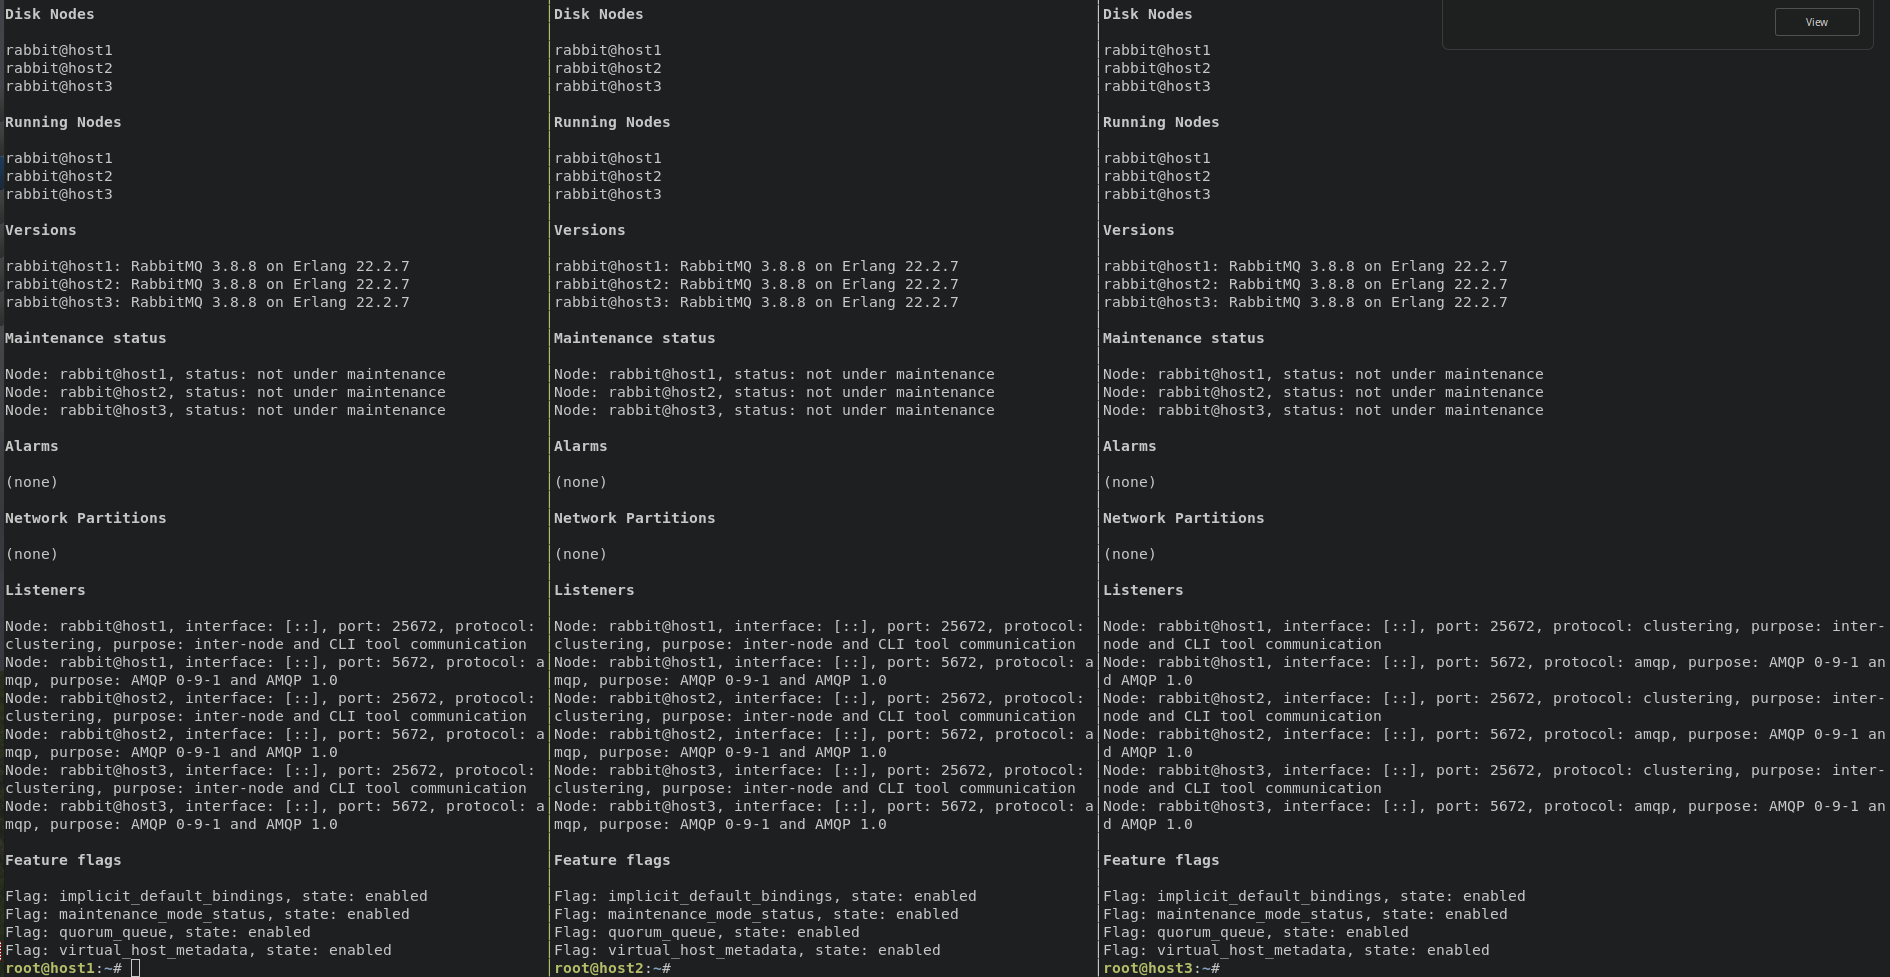 Disk Nodes
rabbit@host1
rabbit@host2
rabbit@host3
Running Nodes
rabbit@host1
rabbit@host2
rabbit@host3
Versions
rabbit@host1: RabbitMQ 3.8.8 on Erlang 22.2.7
rabbit@host2: RabbitMQ 3.8.8 on Erlang 22.2.7
rabbit@host3: RabbitMQ 3.8.8 on Erlang 22.2.7
Maintenance status
Node: rabbit@host1, status: not under maintenance
Node: rabbit@host2, status: not under maintenance
Node: rabbit@host3, status: not under maintenance
Alarms
(none)
Network Partitions
(none)
Listeners
Node: rabbit@host1, interface: [::], port: 25672, protocol:
clustering, purpose: inter-node and CLI tool communication
Node: rabbit@host1, interface: [::], port: 5672, protocol: a
mqp, purpose: AMQP 0-9-1 and AMQP 1.0
Node: rabbit@host2, interface: [::], port: 25672, protocol:
clustering, purpose: inter-node and CLI tool communication
Node: rabbit@host2, interface: [::], port: 5672, protocol: a
mqp, purpose: AMQP 0-9-1 and AMQP 1.0
Node: rabbit@host3, interface: [::], port: 25672, protocol:
clustering, purpose: inter-node and CLI tool communication
Node: rabbit@host3, interface: [::], port: 5672, protocol: a
mqp, purpose: AMQP 0-9-1 and AMQP 1.0
Feature flags
Flag: implicit_default_bindings, state: enabled
Flag: maintenance_mode_status, state: enabled
Flag: quorum_queue, state: enabled
Flag: virtual_host_metadata, state: enabled
root@host1:~#
Disk Nodes
rabbit@host1
rabbit@host2
rabbit@host3
Running Nodes
rabbit@host1
rabbit@host2
rabbit@host3
Versions
rabbit@host1: RabbitMQ 3.8.8 on Erlang 22.2.7
rabbit@host2: RabbitMQ 3.8.8 on Erlang 22.2.7
rabbit@host3: RabbitMQ 3.8.8 on Erlang 22.2.7
Maintenance status
Node: rabbit@host1, status: not under maintenance
Node: rabbit@host2, status: not under maintenance
Node: rabbit@host3, status: not under maintenance
Alarms
(none)
Network Partitions
(none)
Listeners
Node: rabbit@host1, interface: [::], port: 25672, protocol:
clustering, purpose: inter-node and CLI tool communication
Node: rabbit@host1, interface: [::], port: 5672, protocol: a
mqp, purpose: AMQP 0-9-1 and AMQP 1.0
Node: rabbit@host2, interface: [::], port: 25672, protocol:
clustering, purpose: inter-node and CLI tool communication
Node: rabbit@host2, interface: [::], port: 5672, protocol: a
mqp, purpose: AMQP 0-9-1 and AMQP 1.0
Node: rabbit@host3, interface: [::], port: 25672, protocol:
clustering, purpose: inter-node and CLI tool communication
Node: rabbit@host3, interface: [::], port: 5672, protocol: a
mqp, purpose: AMQP 0-9-1 and AMQP 1.0
Feature flags
Flag: implicit_default_bindings, state: enabled
Flag: maintenance_mode_status, state: enabled
Flag: quorum_queue, state: enabled
Flag: virtual_host_metadata, state: enabled
root@host2:~#
Disk Nodes
rabbit@host1
rabbit@host2
rabbit@host3
Running Nodes
rabbit@host1
rabbit@host2
rabbit@host3
Versions
rabbit@host1: RabbitMQ 3.8.8 on Erlang 22.2.7
rabbit@host2: RabbitMQ 3.8.8 on Erlang 22.2.7
rabbit@host3: RabbitMQ 3.8.8 on Erlang 22.2.7
Maintenance status
Node: rabbit@host1, status: not under maintenance
Node: rabbit@host2, status: not under maintenance
Node: rabbit@host3, status: not under maintenance
Alarms
(none)
Network Partitions
(none)
Listeners
Node: rabbit@host1, interface: [::], port: 25672, protocol: clustering, purpose: inter-
node and CLI tool communication
Node: rabbit@host1, interface: [::], port: 5672, protocol: amqp, purpose: AMQP 0-9-1 an
d AMQP 1.0
Node: rabbit@host2, interface: [::], port: 25672, protocol: clustering, purpose: inter-
node and CLI tool communication
Node: rabbit@host2, interface: [::], port: 5672, protocol: amqp, purpose: AMQP 0-9-1 an
d AMQP 1.0
Node: rabbit@host3, interface: [::], port: 25672, protocol: clustering, purpose: inter-
node and CLI tool communication
Node: rabbit@host3, interface: [::], port: 5672, protocol: amqp, purpose: AMQP 0-9-1 an
d AMQP 1.0
Feature flags
Flag: implicit_default_bindings, state: enabled
Flag: maintenance_mode_status, state: enabled
Flag: quorum_queue, state: enabled
Flag: virtual_host_metadata, state: enabled
root@host3:~#
View